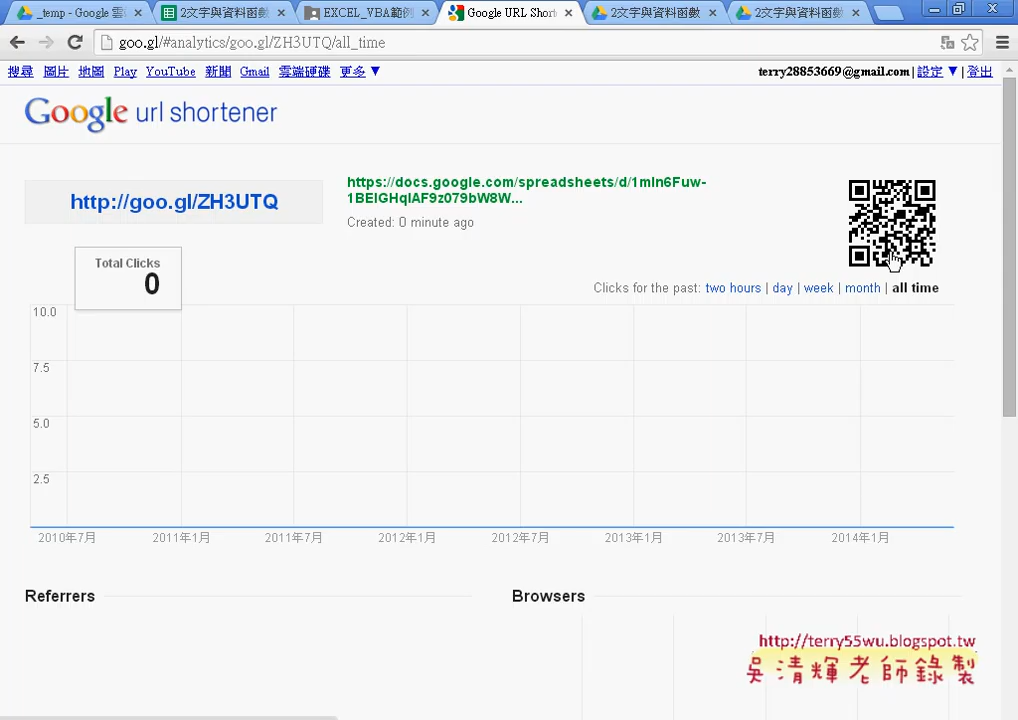 _temp - Google 雲
2文字與資料函數
EXCEL_VBA範例
Google URL Shor
2文字與資料函數
2文字與資料函數
goo.gl/#analytics/goo.gl/ZH3UTQ/all_time
搜尋 圖片 地圖 Play YouTube 新聞 Gmail 雲端硬碟 更多 ▼
terry28853669@gmail.com | 設定 ▼ | 登出
Google url shortener
http://goo.gl/ZH3UTQ
https://docs.google.com/spreadsheets/d/1mIn6Fuw-
1BEIGHqIAF9z079bW8W...
Created: 0 minute ago
Total Clicks
0
Clicks for the past: two hours | day | week | month | all time
10.0
7.5
5.0
2.5
2010年7月 2011年1月 2011年7月 2012年1月 2012年7月 2013年1月 2013年7月 2014年1月
Referrers
Browsers
http://terry55wu.blogspot.tw
吳清輝老師錄製